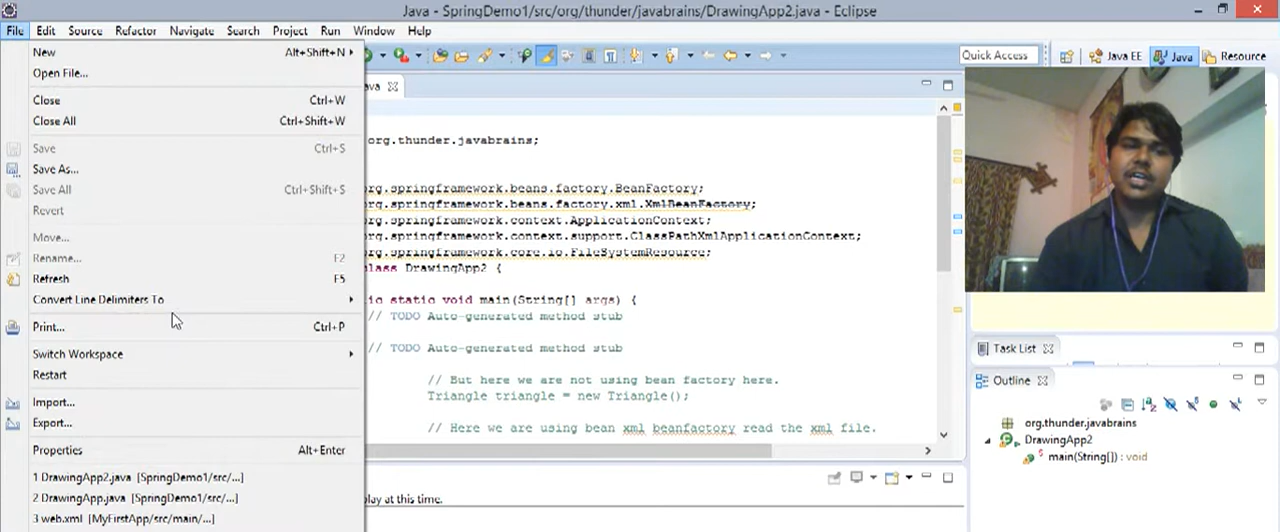 Java - SpringDemo1/src/org/thunder/javabrains/DrawingApp2.java - Eclipse
File Edit Source Refactor Navigate Search Project Run Window Help
New Alt+Shift+N
Open File...
Close Ctrl+W
Close All Ctrl+Shift+W
Save Ctrl+S
Save As...
Save All Ctrl+Shift+S
Revert
Move...
Rename... F2
Refresh F5
Convert Line Delimiters To
Print... Ctrl+P
Switch Workspace
Restart
Import...
Export...
Properties Alt+Enter
1 DrawingApp2.java [SpringDemo1/src/...]
2 DrawingApp.java [SpringDemo1/src/...]
3 web.xml [MyFirstApp/src/main/...]
Quick Access Java EE Java Resource
ava
org.thunder.javabrains;
org.springframework.beans.factory.BeanFactory;
org.springframework.beans.factory.xml.XmlBeanFactory;
org.springframework.context.ApplicationContext;
org.springframework.context.support.ClassPathXmlApplicationContext;
org.springframework.core.io.FileSystemResource;
class DrawingApp2 {
ic static void main(String[] args) {
// TODO Auto-generated method stub
// TODO Auto-generated method stub
// But here we are not using bean factory here.
Triangle triangle = new Triangle();
// Here we are using bean xml beanfactory read the xml file.
play at this time.
Task List
Outline
org.thunder.javabrains
DrawingApp2
main(String[]) : void